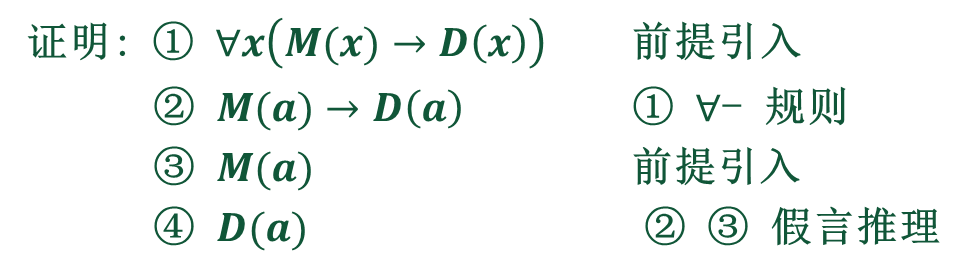 证明：① ∀x(M(x) → D(x)) 前提引入
② M(a) → D(a) ① ∀− 规则
③ M(a) 前提引入
④ D(a) ② ③ 假言推理